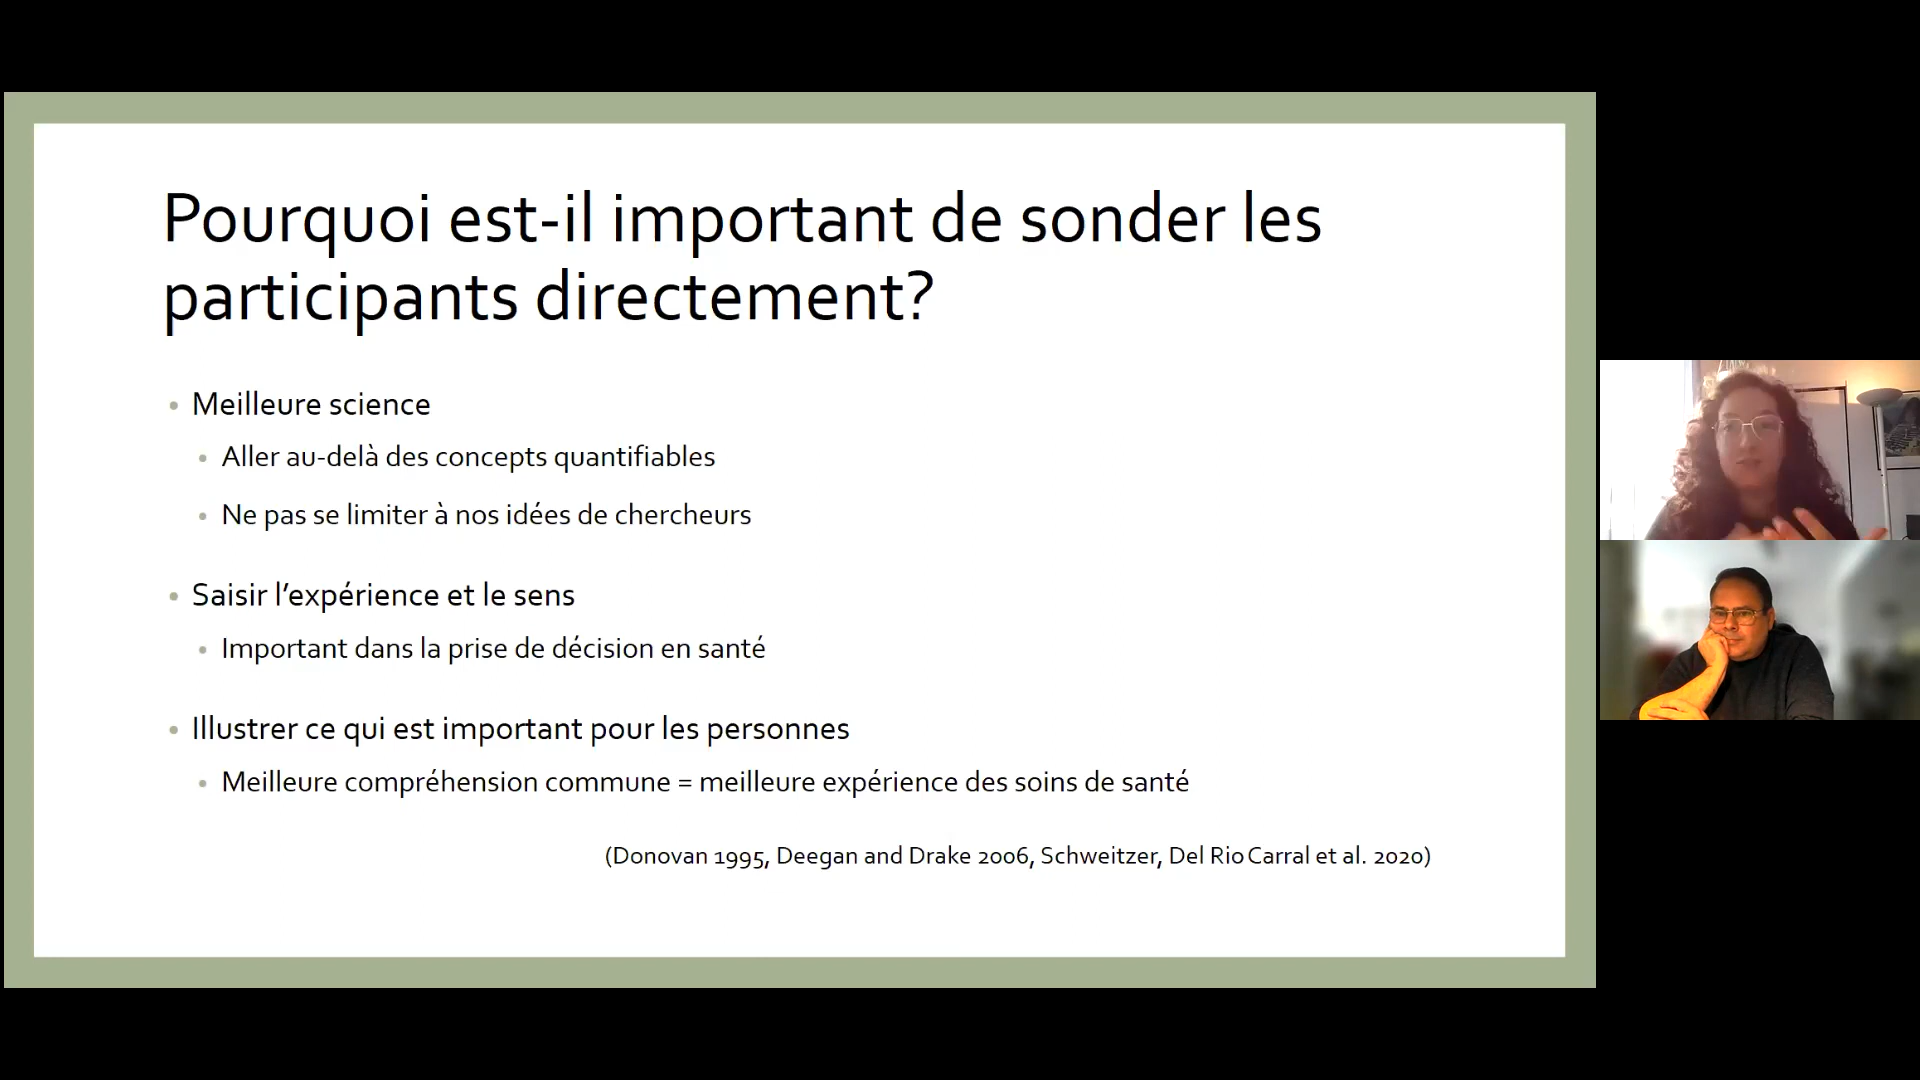 Pourquoi est-il important de sonder les
participants directement?
• Meilleure science
• Aller au-delà des concepts quantifiables
• Ne pas se limiter à nos idées de chercheurs
• Saisir l’expérience et le sens
• Important dans la prise de décision en santé
• Illustrer ce qui est important pour les personnes
• Meilleure compréhension commune = meilleure expérience des soins de santé
(Donovan 1995, Deegan and Drake 2006, Schweitzer, Del Rio Carral et al. 2020)